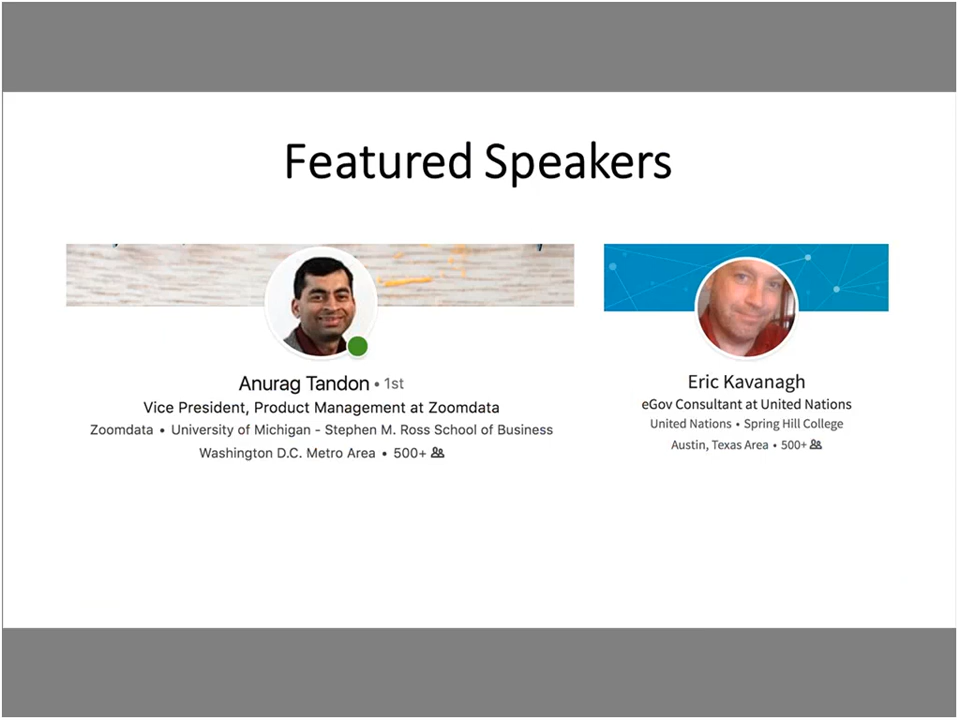 Featured Speakers
Anurag Tandon • 1st
Vice President, Product Management at Zoomdata
Zoomdata • University of Michigan - Stephen M. Ross School of Business
Washington D.C. Metro Area • 500+
Eric Kavanagh
eGov Consultant at United Nations
United Nations • Spring Hill College
Austin, Texas Area • 500+